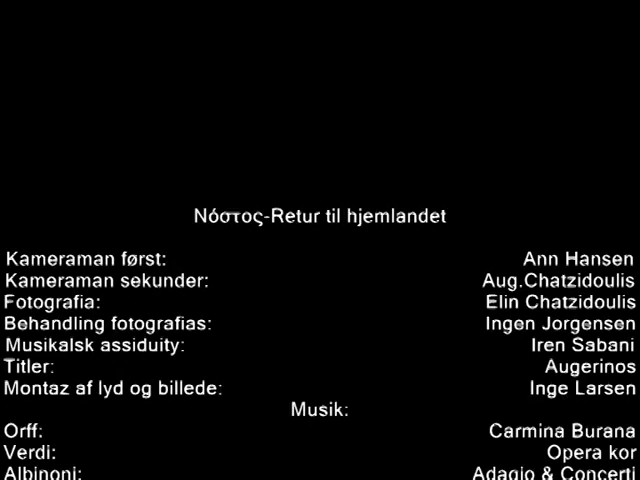 Νόστος-Retur til hjemlandet
Kameraman først: Ann Hansen
Kameraman sekunder: Aug.Chatzidoulis
Fotografia: Elin Chatzidoulis
Behandling fotografias: Ingen Jorgensen
Musikalsk assiduity: Iren Sabani
Titler: Augerinos
Montaz af lyd og billede: Inge Larsen
Musik:
Orff: Carmina Burana
Verdi: Opera kor
Albinoni: Adagio & Concerti